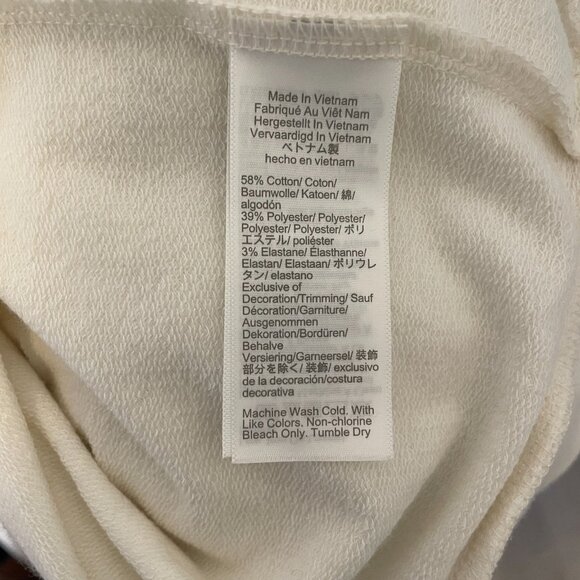 Made In Vietnam
Fabriqué Au Viêt Nam
Hergestellt In Vietnam
Vervaardigd In Vietnam
ベトナム製
hecho en vietnam
58% Cotton/ Coton/
Baumwolle/ Katoen/ 綿/
algodón
39% Polyester/ Polyester/
Polyester/ Polyester/ ポリ
エステル/ poliéster
3% Elastane/ Élasthanne/
Elastan/ Elastaan/ ポリウレ
タン/ elastano
Exclusive of
Decoration/Trimming/ Sauf
Décoration/Garniture/
Ausgenommen
Dekoration/Bordüren/
Behalve
Versiering/Garneersel/ 装飾
部分を除く/ 装飾/ exclusivo
de la decoración/costura
decorativa
Machine Wash Cold. With
Like Colors. Non-chlorine
Bleach Only. Tumble Dry